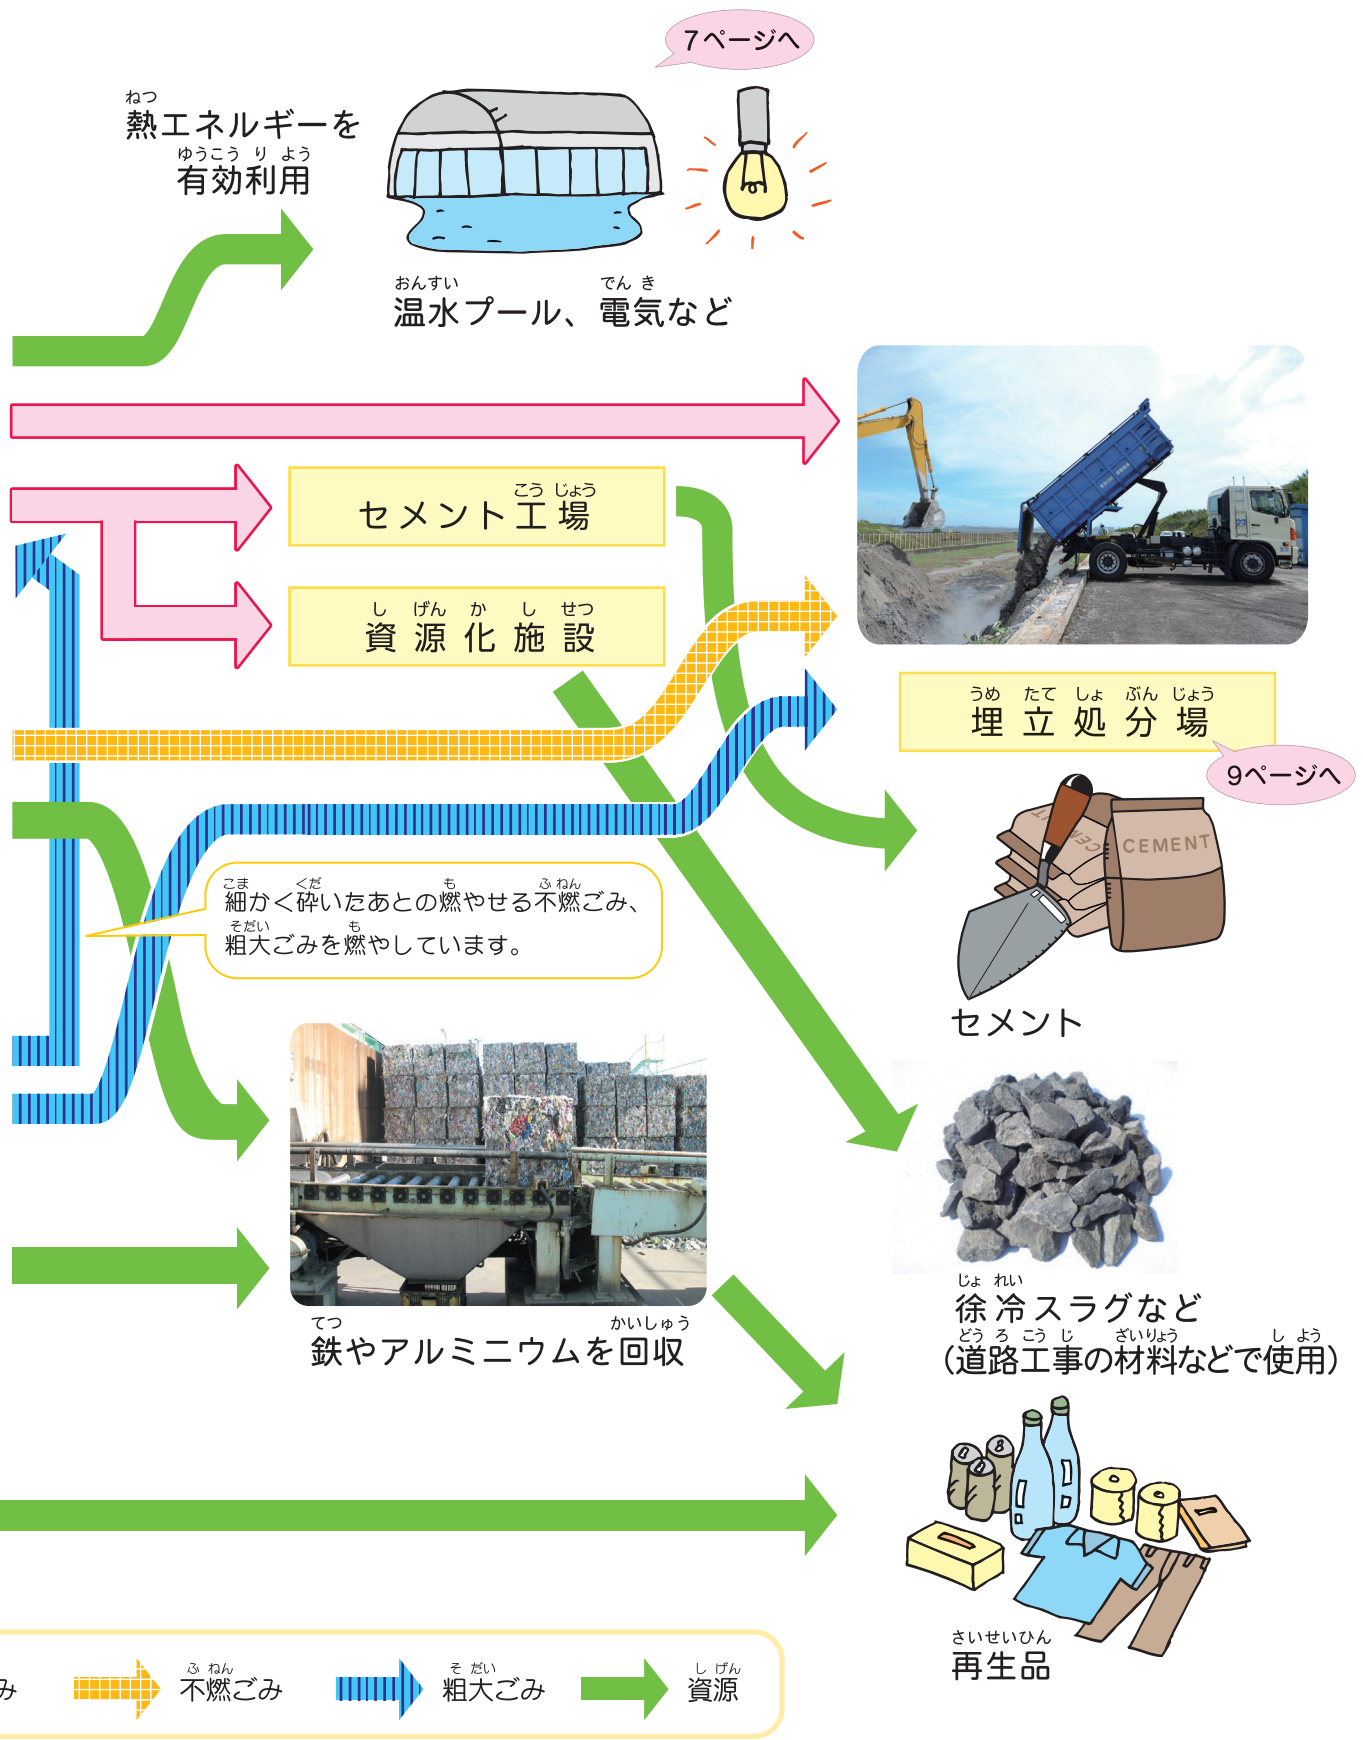 7ページへ
ねつ
熱エネルギーを
ゆうこう り よう
有効利用
おんすい でん き
温水プール、電気など
こう じょう
セメント工場
し げん か し せつ
資源化施設
うめ たて しょ ぶん じょう
埋立処分場
9ページへ
CEMENT
CEMENT
セメント
こま くだ も ふ ねん
細かく砕いたあとの燃やせる不燃ごみ、
そだい も
粗大ごみを燃やしています。
てつ かいしゅう
鉄やアルミニウムを回収
じょ れい
徐冷スラグなど
どう ろ こう じ ざいりょう し よう
(道路工事の材料などで使用)
さいせいひん
再生品
み
ふ ねん
不燃ごみ
そ だい
粗大ごみ
し げん
資源